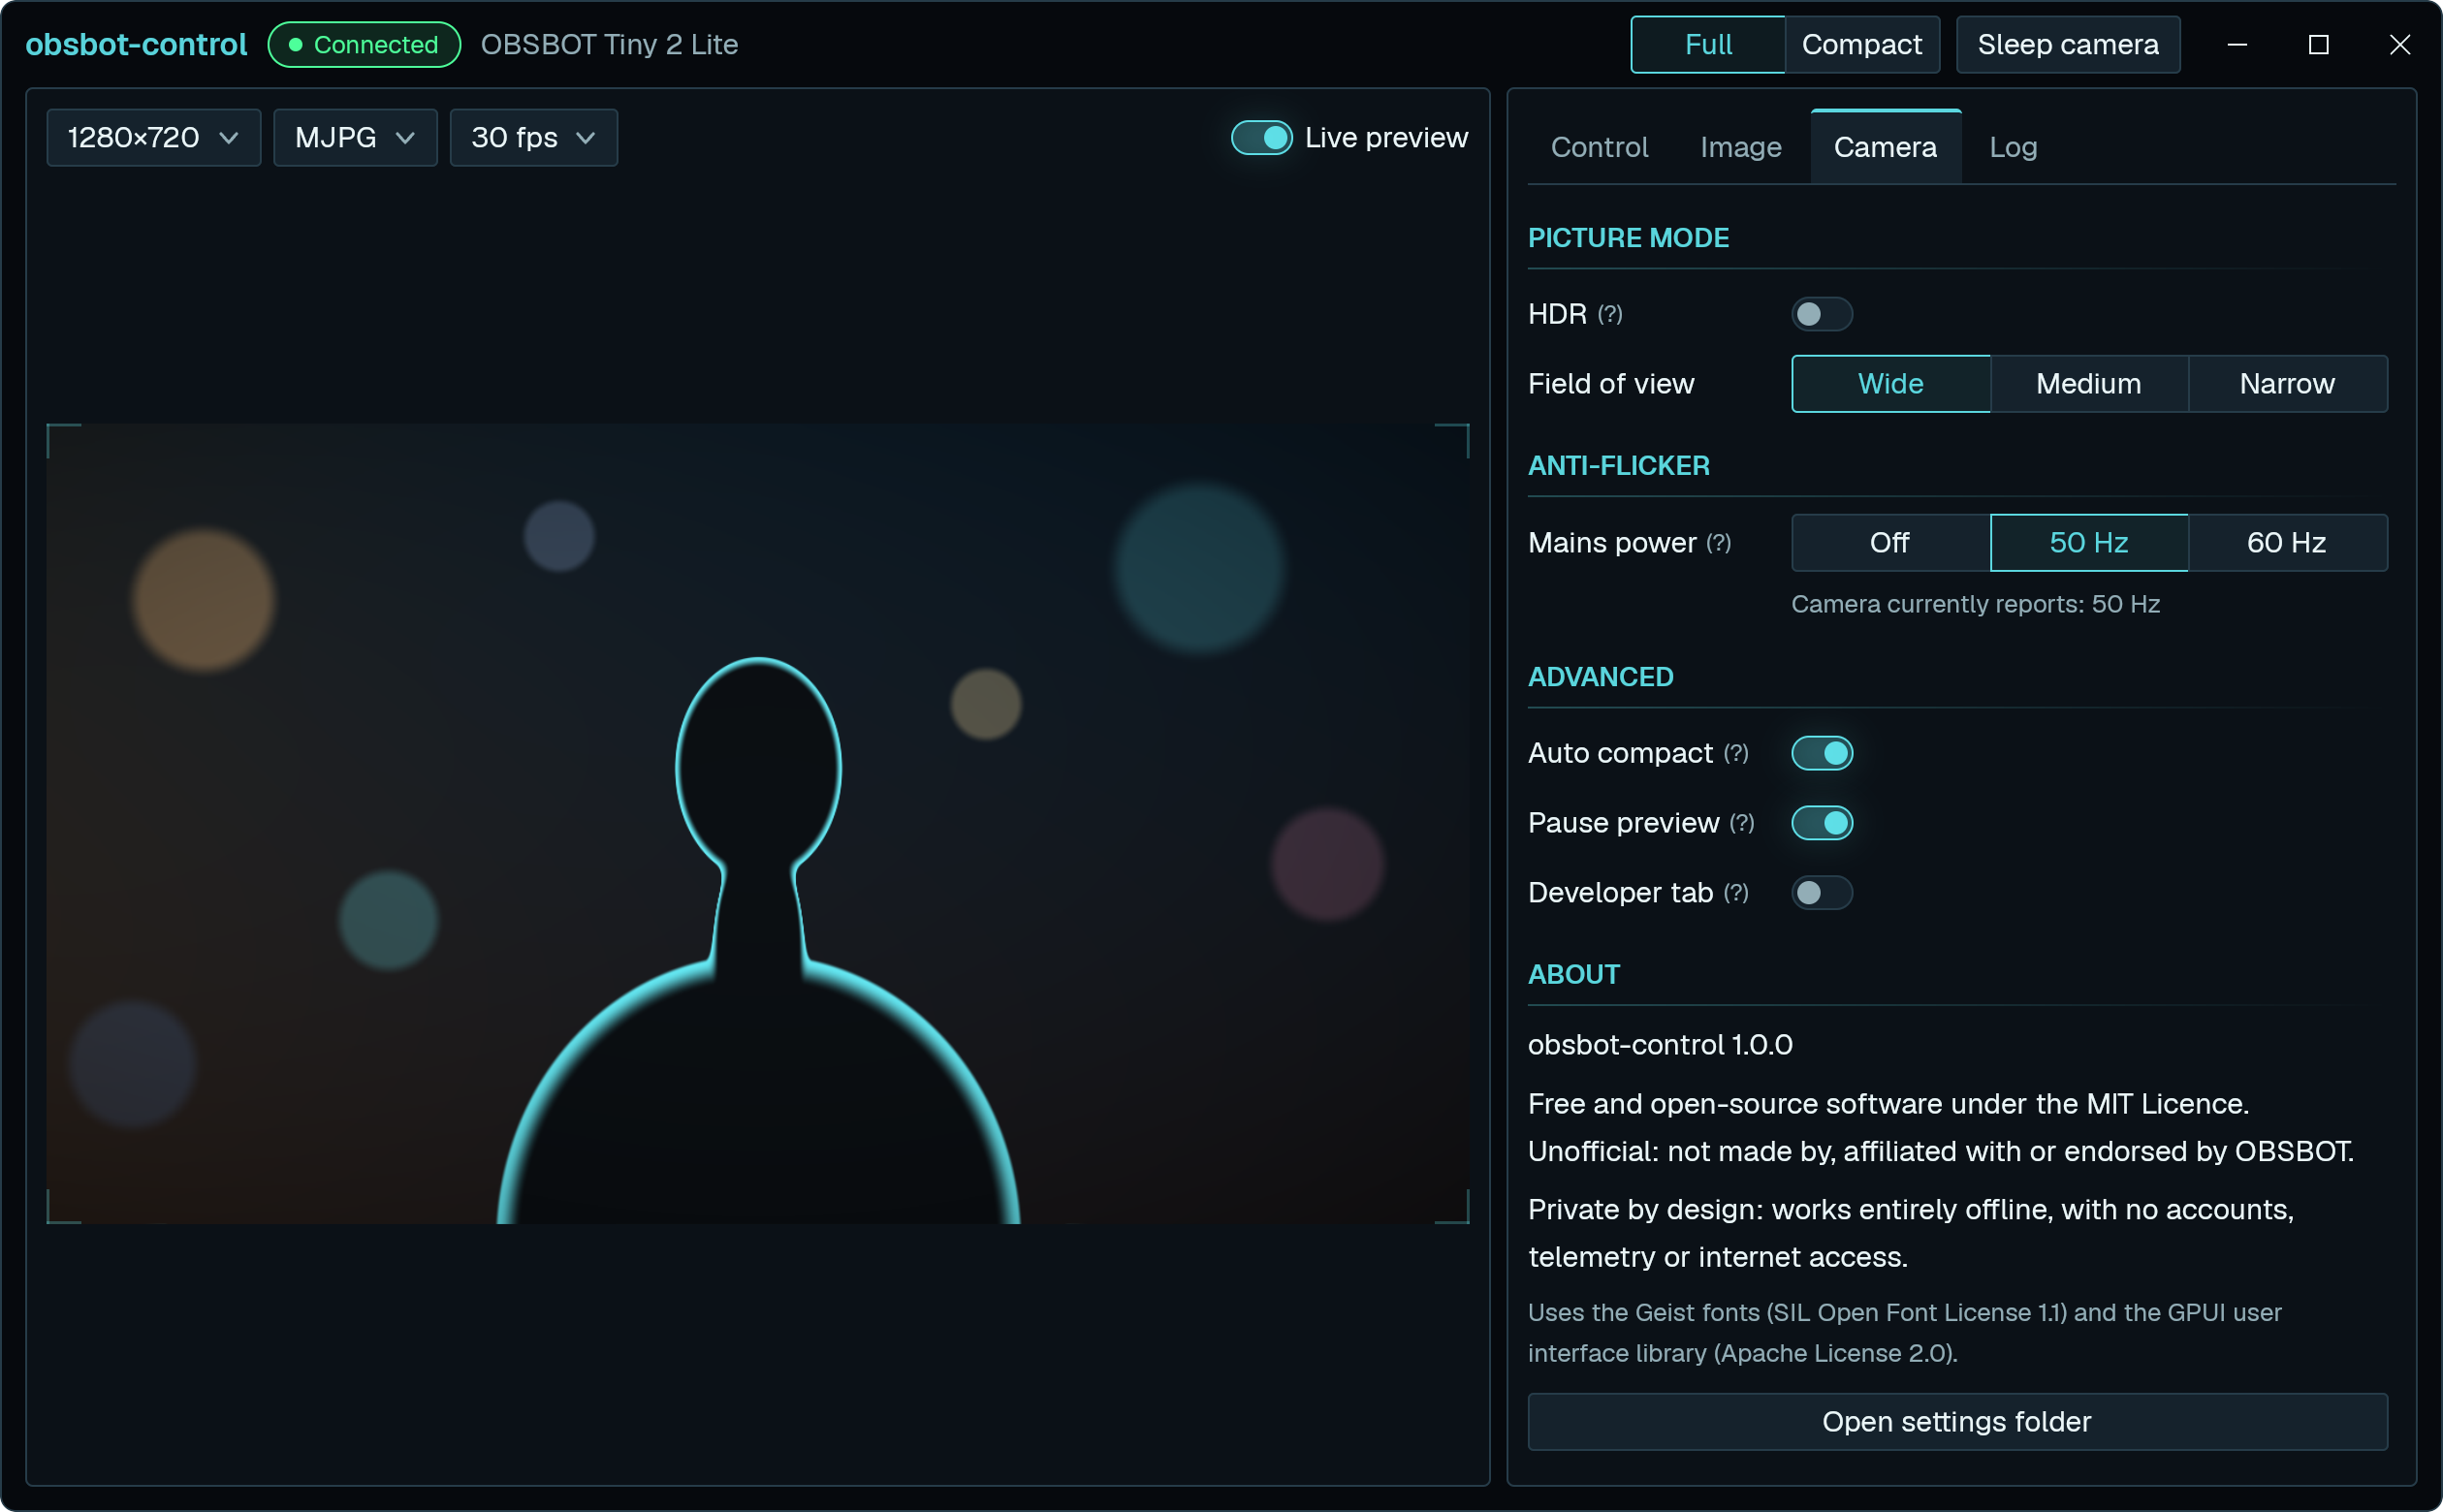 obsbot-control
Connected
OBSBOT Tiny 2 Lite
Full
Compact
Sleep camera
1280×720
MJPG
30 fps
Live preview
Control
Image
Camera
Log
PICTURE MODE
HDR (?)
Field of view
Wide
Medium
Narrow
ANTI-FLICKER
Mains power (?)
Off
50 Hz
60 Hz
Camera currently reports: 50 Hz
ADVANCED
Auto compact (?)
Pause preview (?)
Developer tab (?)
ABOUT
obsbot-control 1.0.0
Free and open-source software under the MIT Licence.
Unofficial: not made by, affiliated with or endorsed by OBSBOT.
Private by design: works entirely offline, with no accounts,
telemetry or internet access.
Uses the Geist fonts (SIL Open Font License 1.1) and the GPUI user
interface library (Apache License 2.0).
Open settings folder